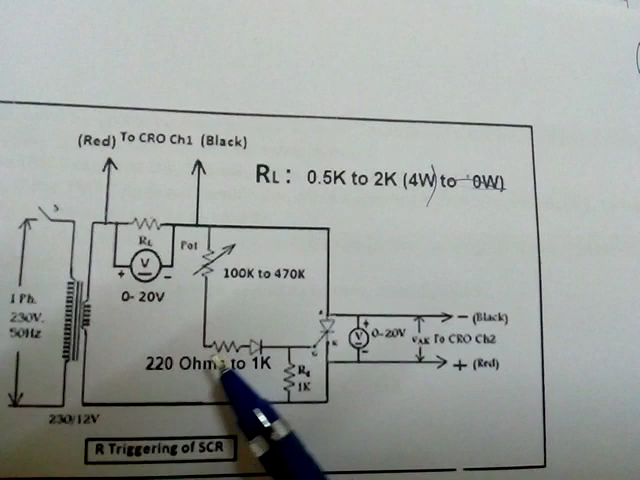 (Red) To CRO Ch1 (Black)
RL: 0.5K to 2K (4W) to
S
RL
Pot
+ V -
100K to 470K
0- 20V
1 Ph.
230V.
50Hz
A
- (Black)
+
V 0-20V
VAK To CRO Ch2
G K
+ (Red)
220 Ohms to 1K
1K
230/12V
R Triggering of SCR